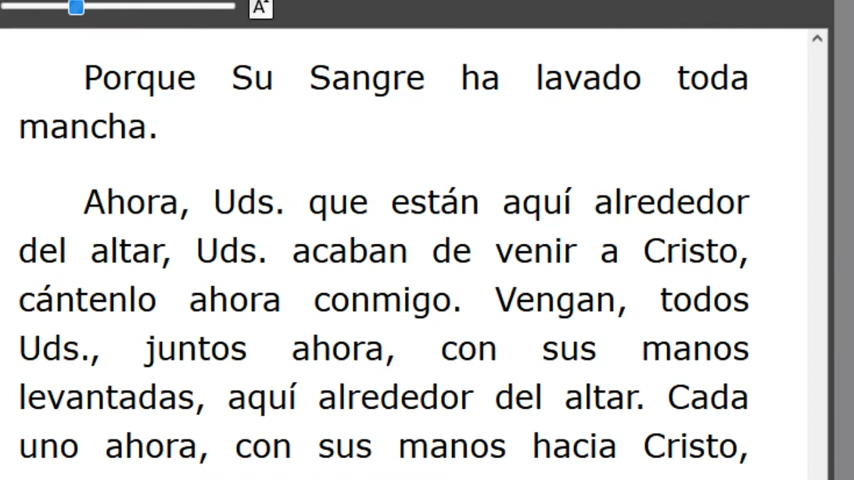 A
Porque Su Sangre ha lavado toda
mancha.
Ahora, Uds. que están aquí alrededor
del altar, Uds. acaban de venir a Cristo,
cántenlo ahora conmigo. Vengan, todos
Uds., juntos ahora, con sus manos
levantadas, aquí alrededor del altar. Cada
uno ahora, con sus manos hacia Cristo,